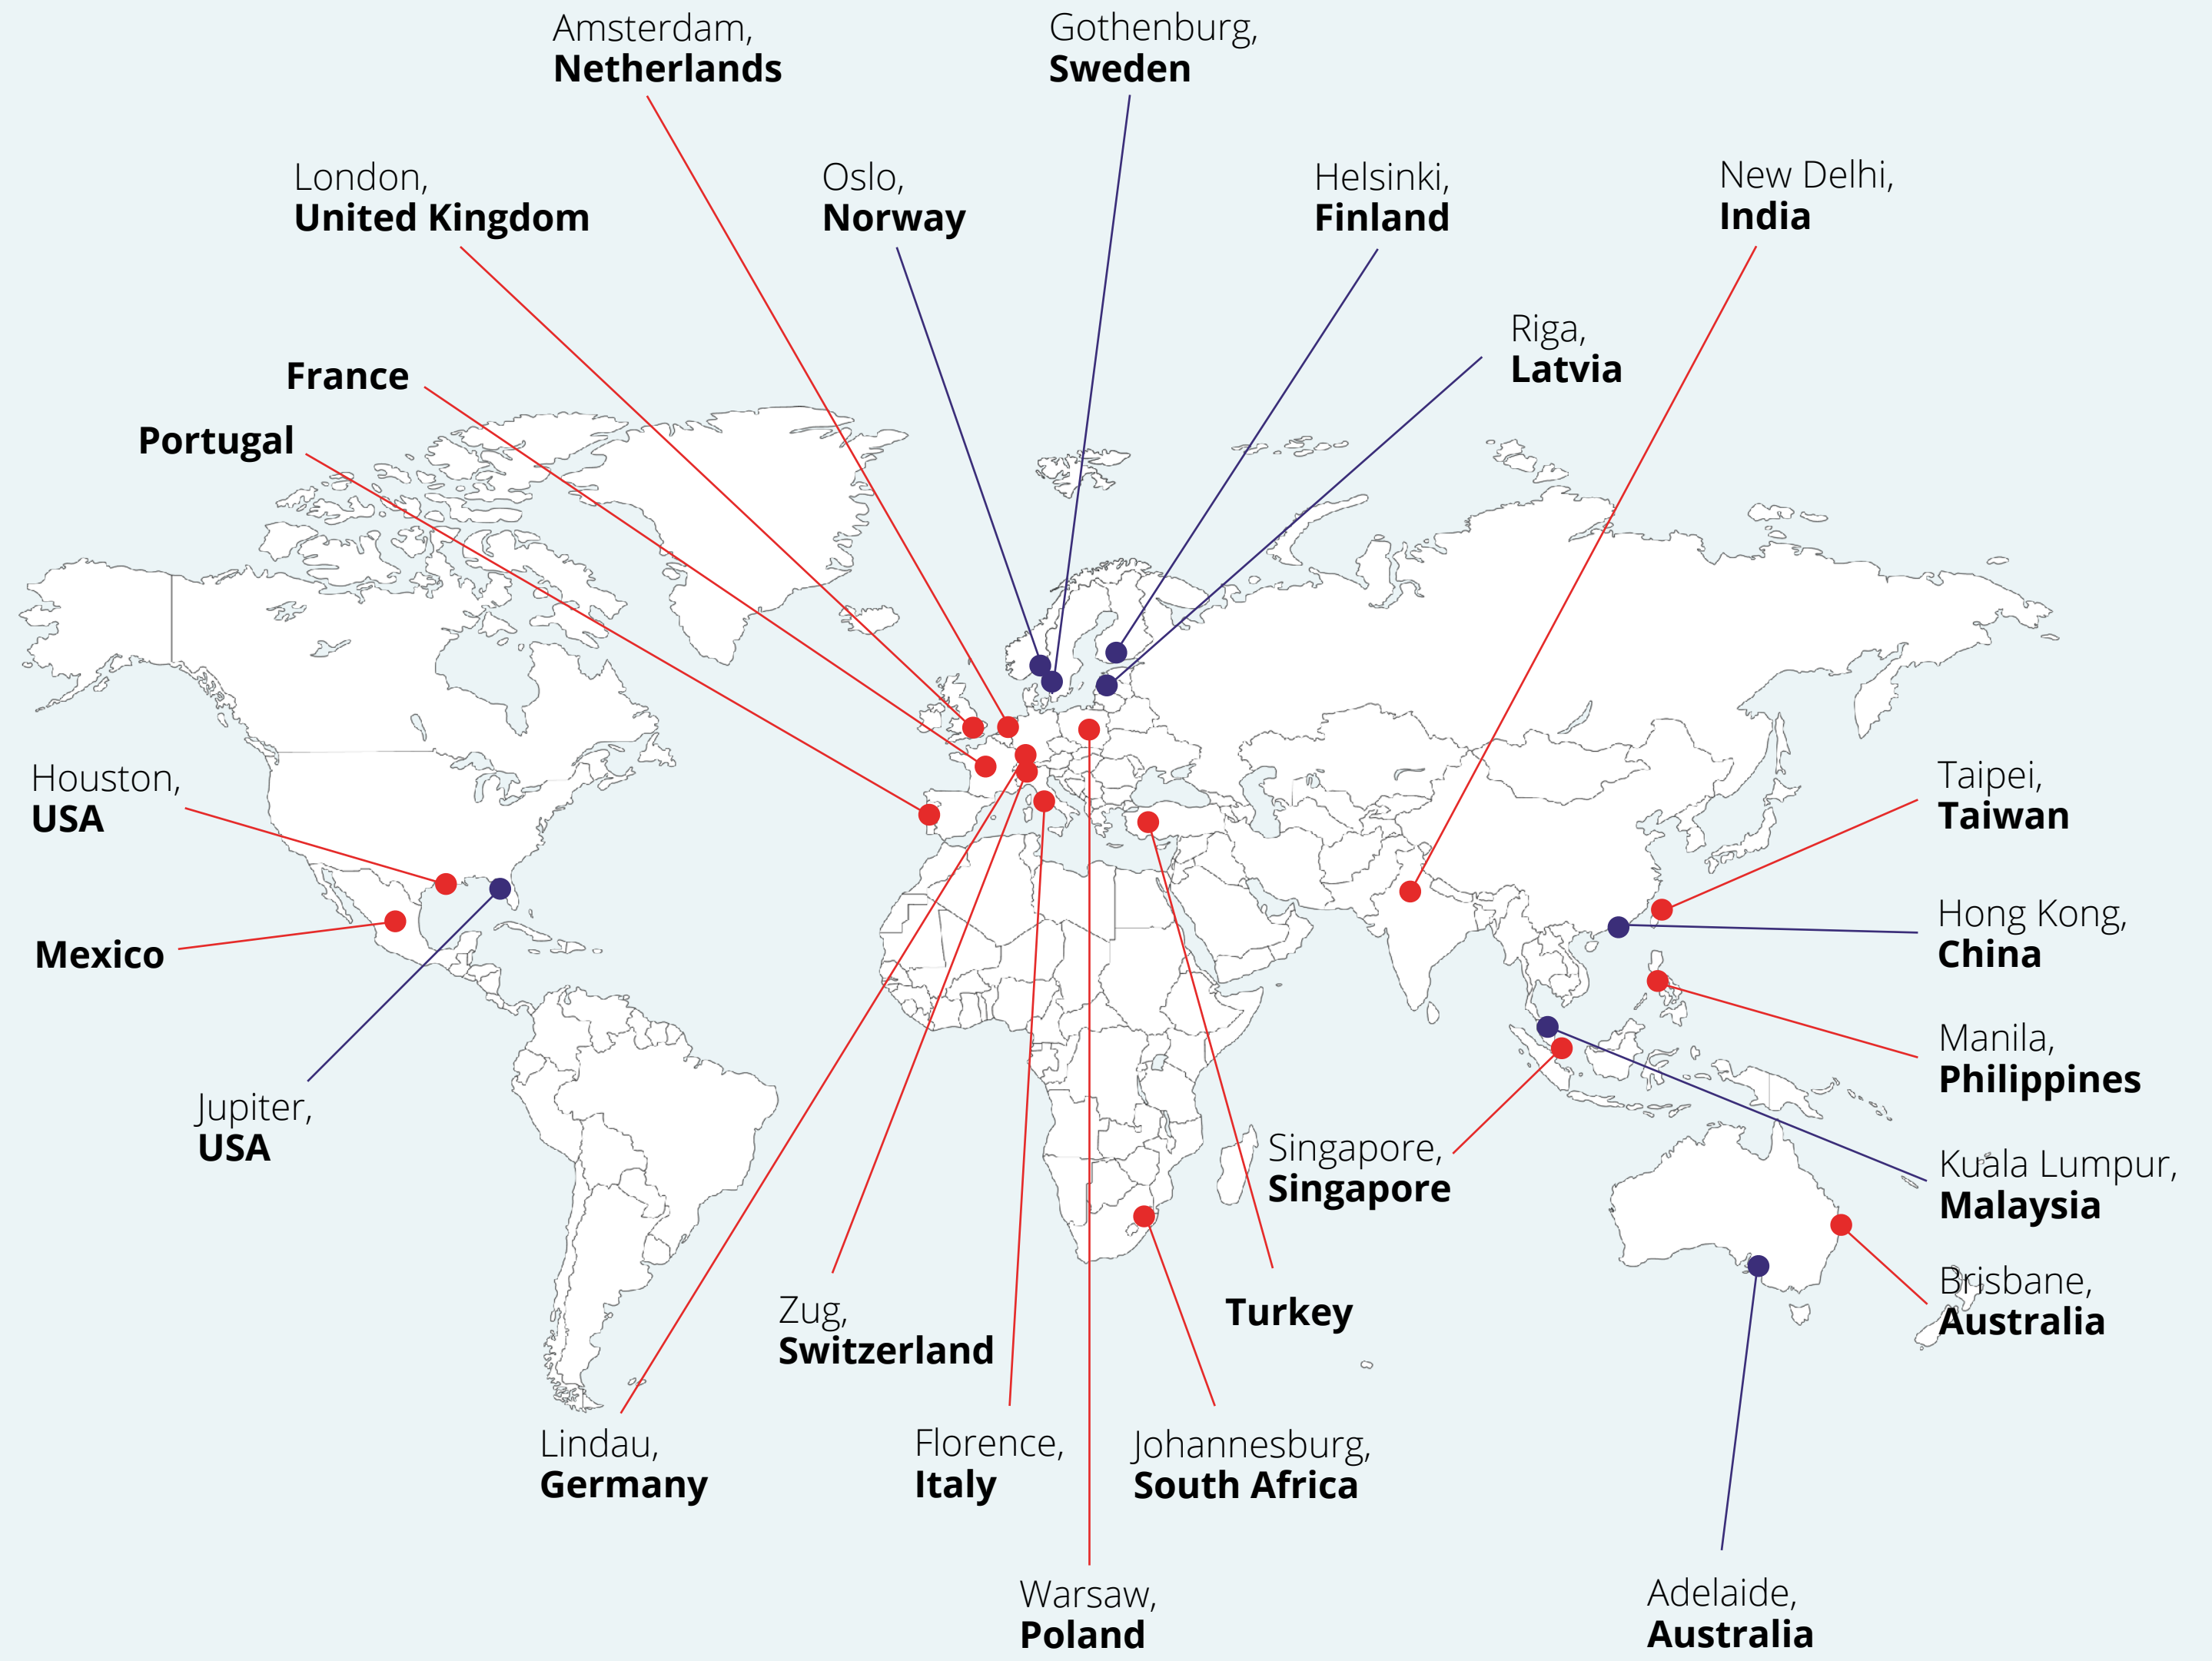 Amsterdam,
Netherlands
Gothenburg,
Sweden
London,
United Kingdom
Oslo,
Norway
Helsinki,
Finland
New Delhi,
India
Riga,
Latvia
France
Portugal
Houston,
USA
Taipei,
Taiwan
Mexico
Hong Kong,
China
Manila,
Philippines
Jupiter,
USA
Singapore,
Singapore
Kuala Lumpur,
Malaysia
Brisbane,
Australia
Zug,
Switzerland
Turkey
Lindau,
Germany
Florence,
Italy
Johannesburg,
South Africa
Warsaw,
Poland
Adelaide,
Australia